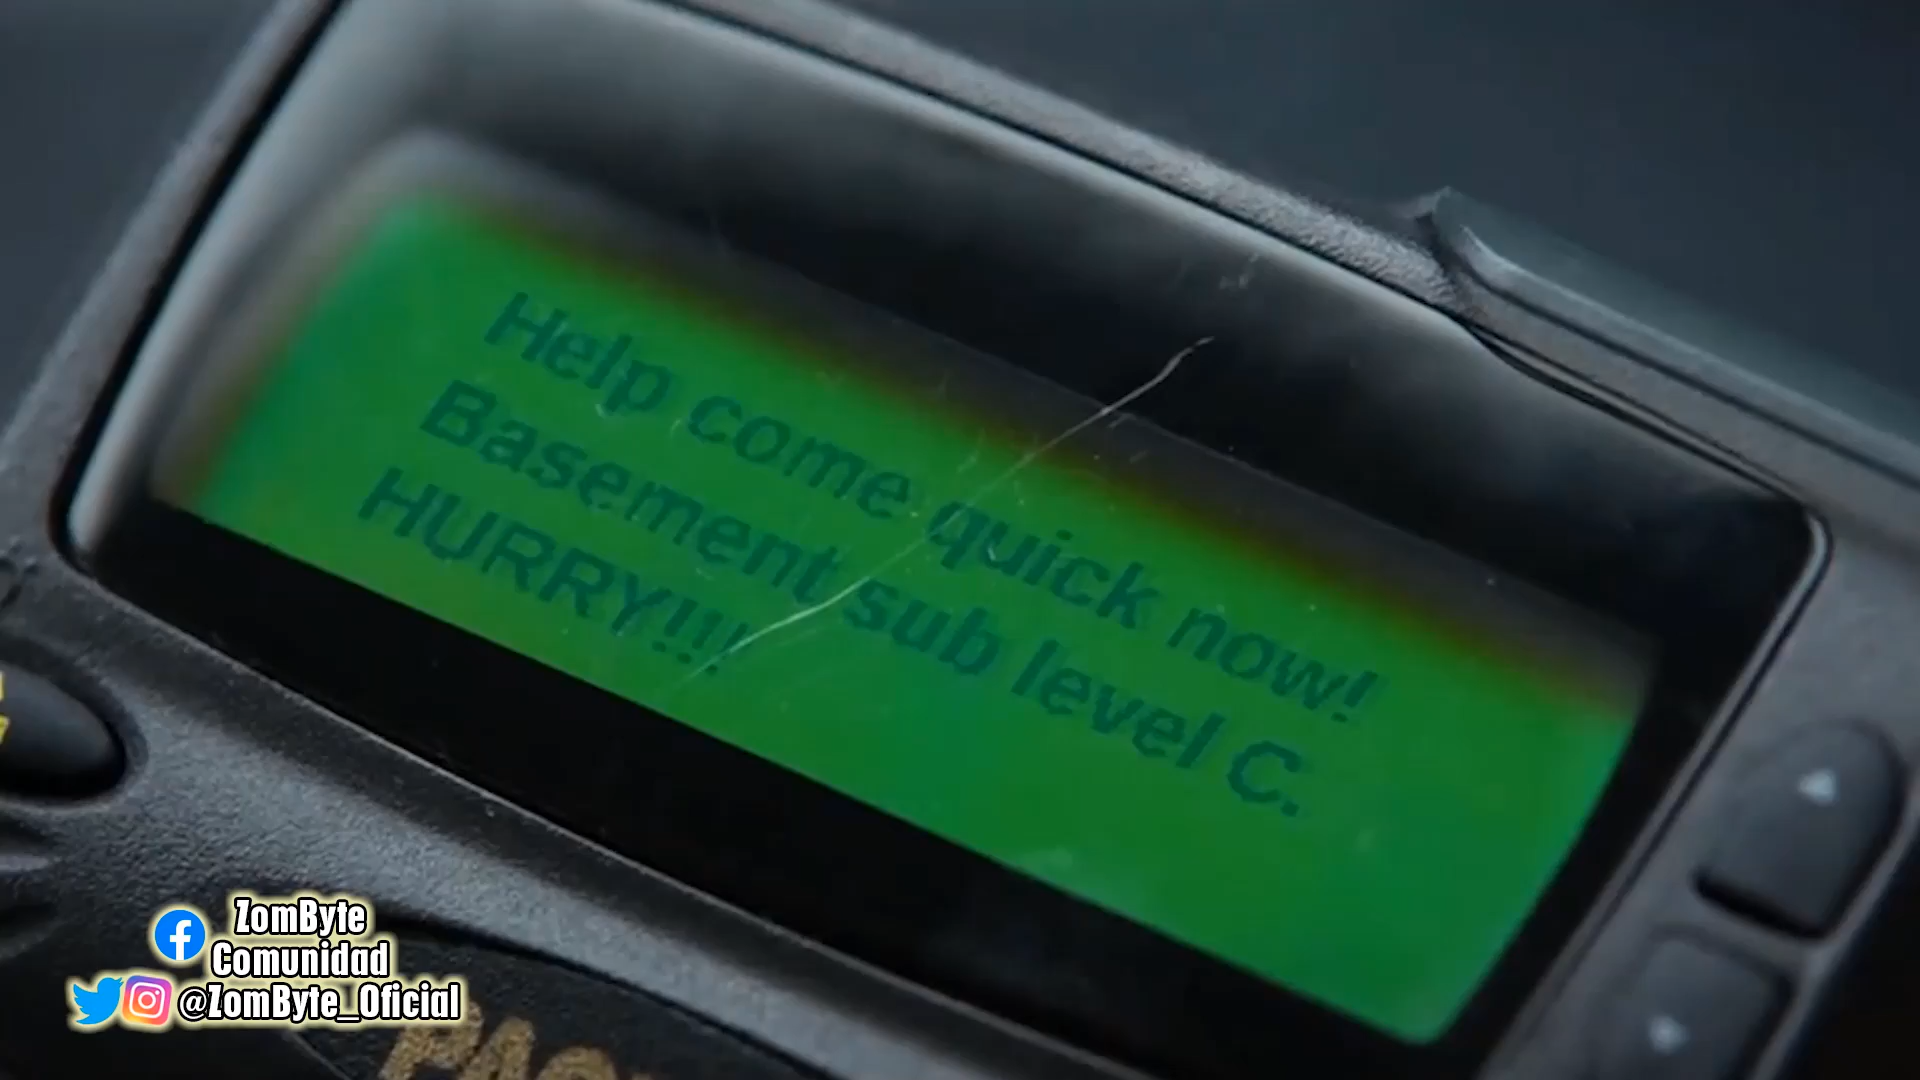 Help come quick now!
Basement sub level C.
HURRY!!!
ZomByte
Comunidad
@ZomByte_Oficial